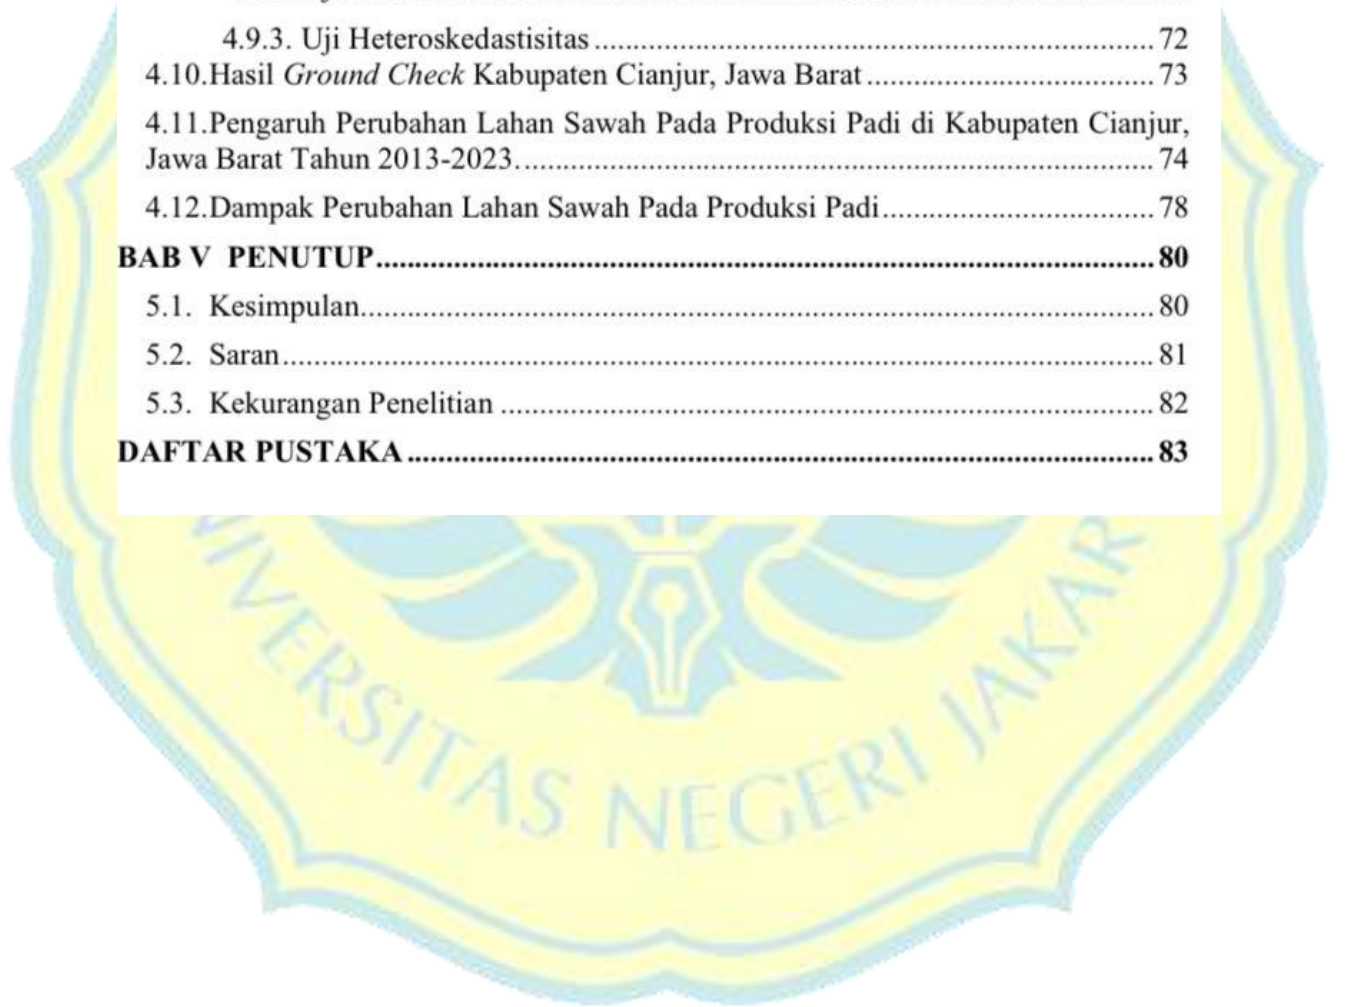 4.9.3. Uji Heteroskedastisitas........................................................................... 72
4.10.Hasil Ground Check Kabupaten Cianjur, Jawa Barat...................................... 73
4.11.Pengaruh Perubahan Lahan Sawah Pada Produksi Padi di Kabupaten Cianjur,
Jawa Barat Tahun 2013-2023..................................................................................... 74
4.12.Dampak Perubahan Lahan Sawah Pada Produksi Padi.................................... 78
BAB V PENUTUP....................................................................................................... 80
5.1. Kesimpulan.......................................................................................................... 80
5.2. Saran.................................................................................................................... 81
5.3. Kekurangan Penelitian ....................................................................................... 82
DAFTAR PUSTAKA................................................................................................... 83
NIVERSITAS NEGERI JAKAR